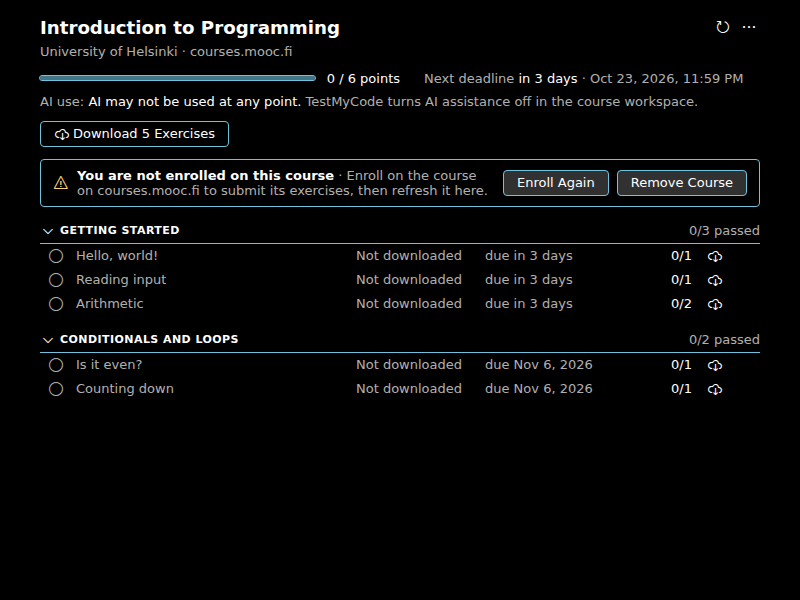 Introduction to Programming
University of Helsinki · courses.mooc.fi
0 / 6 points Next deadline in 3 days · Oct 23, 2026, 11:59 PM
AI use: AI may not be used at any point. TestMyCode turns AI assistance off in the course workspace.
Download 5 Exercises
You are not enrolled on this course · Enroll on the course
on courses.mooc.fi to submit its exercises, then refresh it here.
Enroll Again Remove Course
GETTING STARTED 0/3 passed
Hello, world! Not downloaded due in 3 days 0/1
Reading input Not downloaded due in 3 days 0/1
Arithmetic Not downloaded due in 3 days 0/2
CONDITIONALS AND LOOPS 0/2 passed
Is it even? Not downloaded due Nov 6, 2026 0/1
Counting down Not downloaded due Nov 6, 2026 0/1